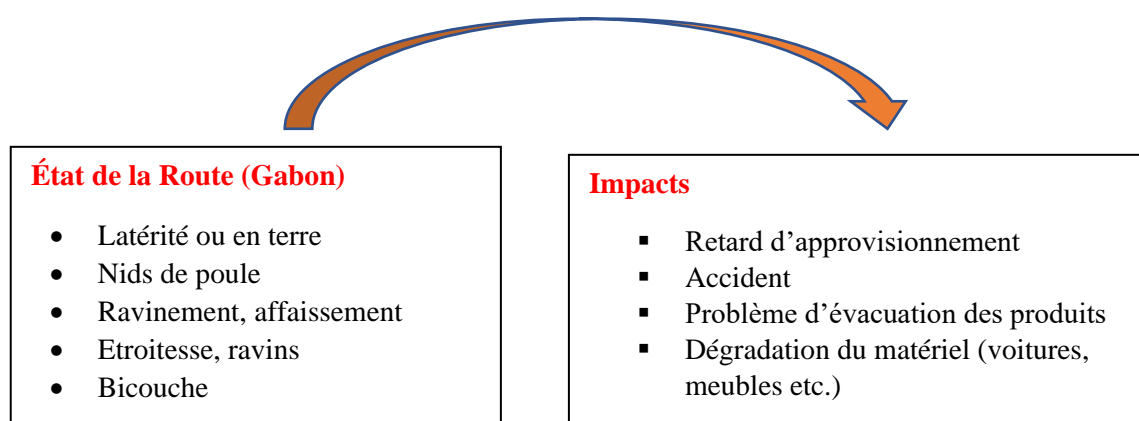 État de la Route (Gabon)
• Latérité ou en terre
• Nids de poule
• Ravinement, affaissement
• Etroitesse, ravins
• Bicouche
Impacts
▪ Retard d’approvisionnement
▪ Accident
▪ Problème d’évacuation des produits
▪ Dégradation du matériel (voitures,
meubles etc.)